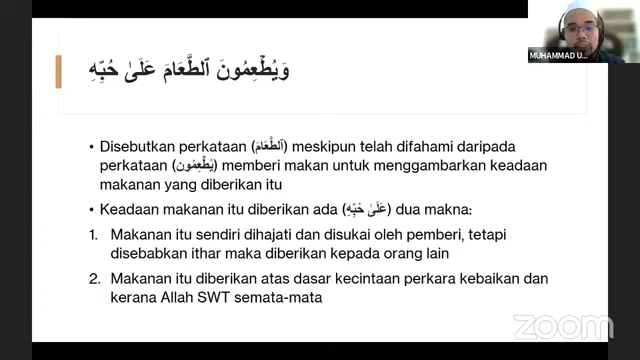 MUHAMMAD U...
وَيُطْعِمُونَ ٱلطَّعَامَ عَلَىٰ حُبِّهِ
• Disebutkan perkataan (ٱلطَّعَامَ) meskipun telah difahami daripada
perkataan (يُطْعِمُون) memberi makan untuk menggambarkan keadaan
makanan yang diberikan itu
• Keadaan makanan itu diberikan ada (عَلَىٰ حُبِّهِ) dua makna:
1. Makanan itu sendiri dihajati dan disukai oleh pemberi, tetapi
disebabkan ithar maka diberikan kepada orang lain
2. Makanan itu diberikan atas dasar kecintaan perkara kebaikan dan
kerana Allah SWT semata-mata
zoom